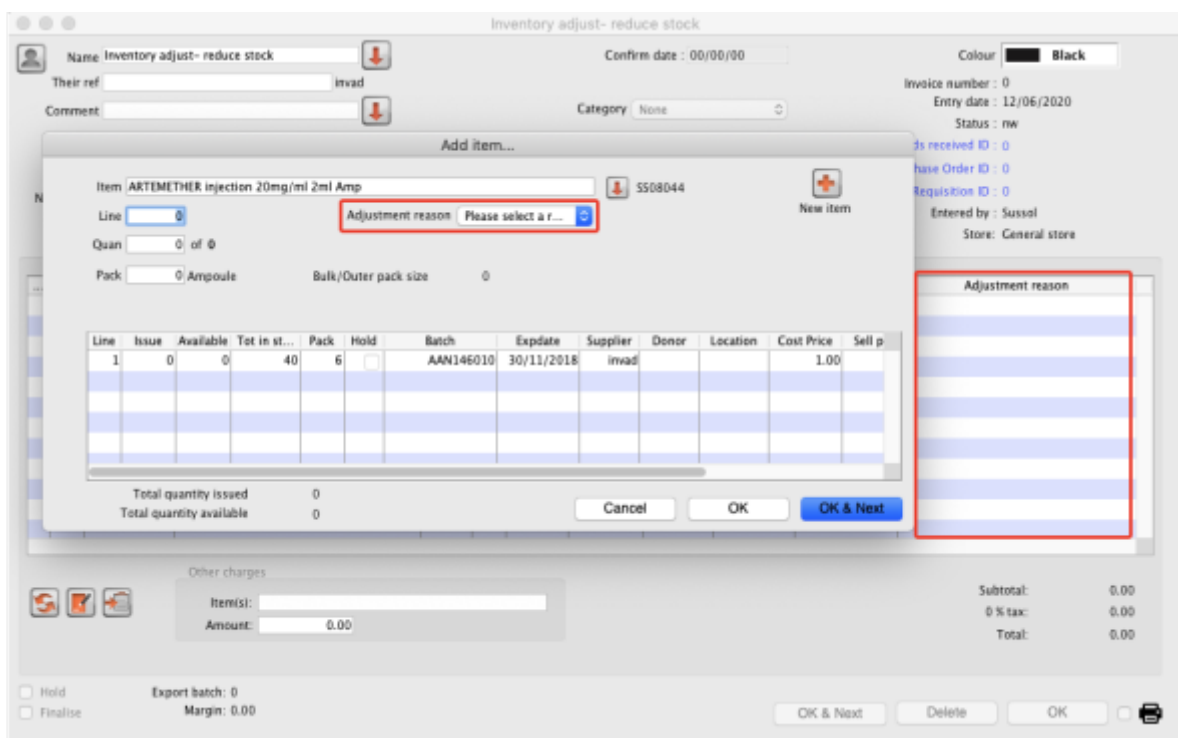 Inventory adjust- reduce stock
Name Inventory adjust- reduce stock Confirm date : 00/00/00 Colour Black
Their ref invad Invoice number : 0
Comment Category None Entry date : 12/06/2020
Status : nw
Add item... ds received ID : 0
hase Order ID : 0
Item ARTEMETHER injection 20mg/ml 2ml Amp SS08044 Requisition ID : 0
N
Line 0 Adjustment reason Please select a r... New item Entered by : Sussol
Quan 0 of 0 Store: General store
Pack 0 Ampoule Bulk/Outer pack size 0
... Adjustment reason
Line Issue Available Tot in st... Pack Hold Batch Expdate Supplier Donor Location Cost Price Sell p
1 0 0 40 6 AAN146010 30/11/2018 invad 1.00
Total quantity issued 0
Total quantity available 0
Cancel OK OK & Next
Other charges
Item(s):
Amount: 0.00
Subtotal: 0.00
0 % tax: 0.00
Total: 0.00
Hold Export batch: 0
Finalise Margin: 0.00
OK & Next Delete OK